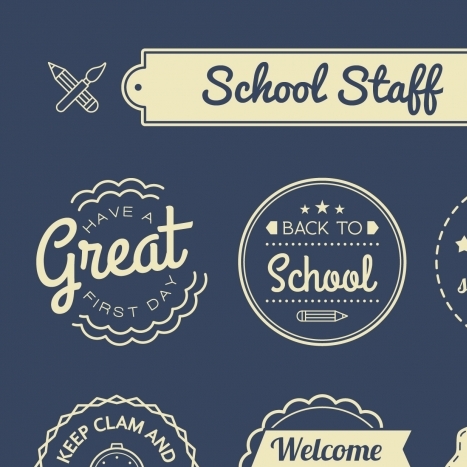 School Staff
HAVE A
Great
FIRST DAY
BACK TO
School
KEEP CLAM AND
Welcome